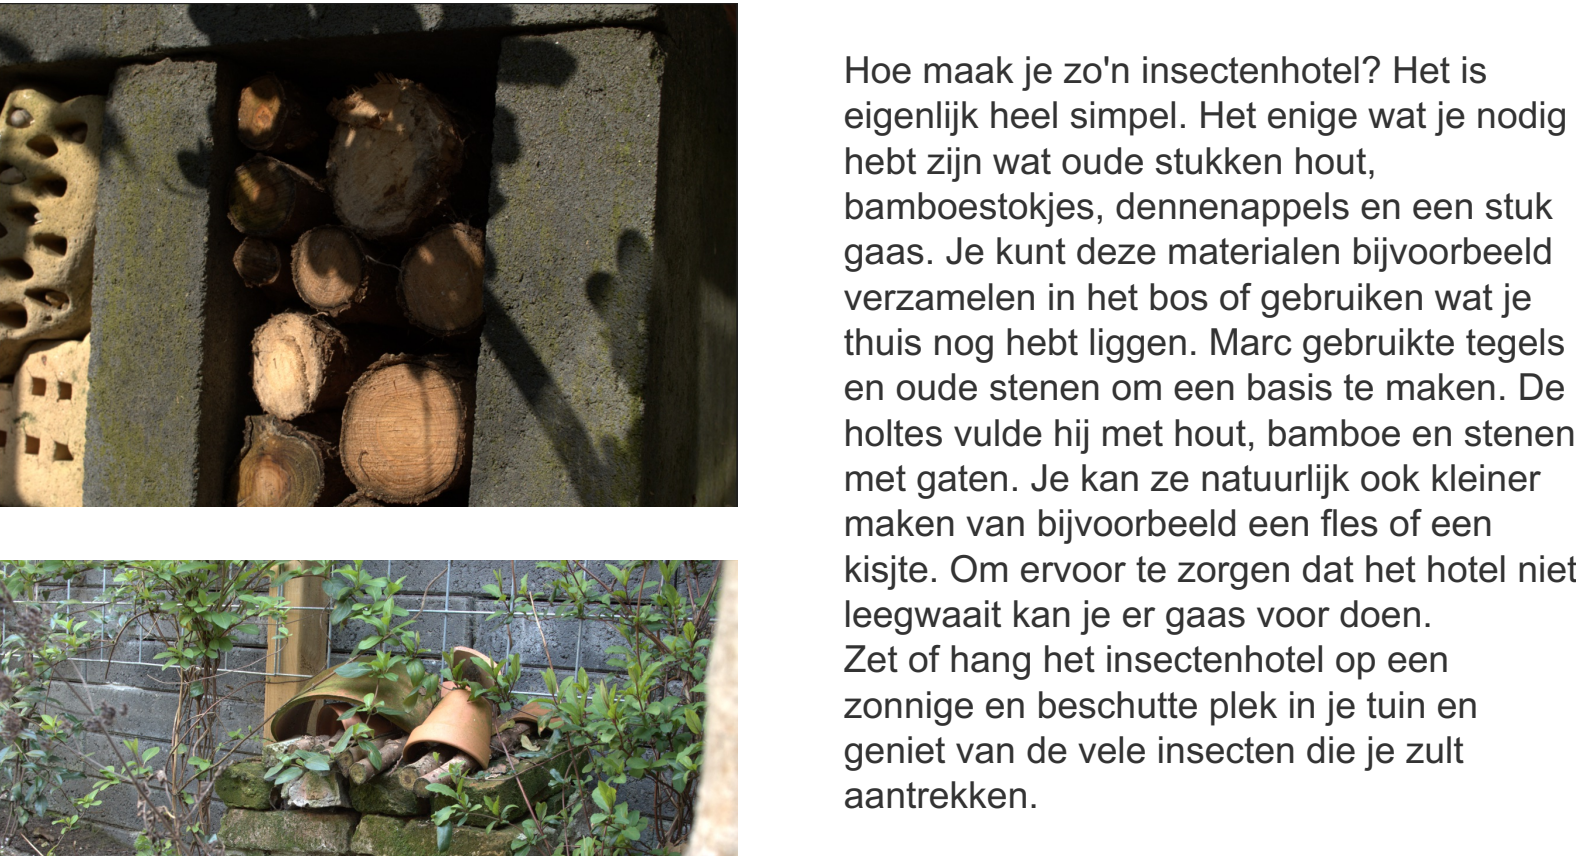 Hoe maak je zo'n insectenhotel? Het is
eigenlijk heel simpel. Het enige wat je nodig
hebt zijn wat oude stukken hout,
bamboestokjes, dennenappels en een stuk
gaas. Je kunt deze materialen bijvoorbeeld
verzamelen in het bos of gebruiken wat je
thuis nog hebt liggen. Marc gebruikte tegels
en oude stenen om een basis te maken. De
holtes vulde hij met hout, bamboe en stenen
met gaten. Je kan ze natuurlijk ook kleiner
maken van bijvoorbeeld een fles of een
kisjte. Om ervoor te zorgen dat het hotel niet
leegwaait kan je er gaas voor doen.
Zet of hang het insectenhotel op een
zonnige en beschutte plek in je tuin en
geniet van de vele insecten die je zult
aantrekken.